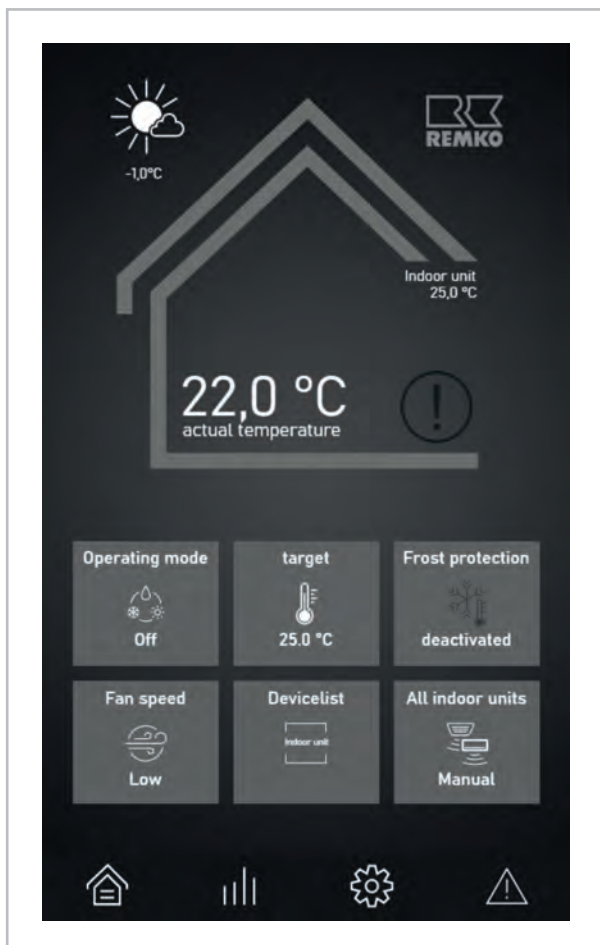 -1,0°C
REMKO
Indoor unit
25,0 °C
22,0 °C
actual temperature
Operating mode
Off
target
25.0 °C
Frost protection
deactivated
Fan speed
Low
Devicelist
Indoor unit
All indoor units
Manual